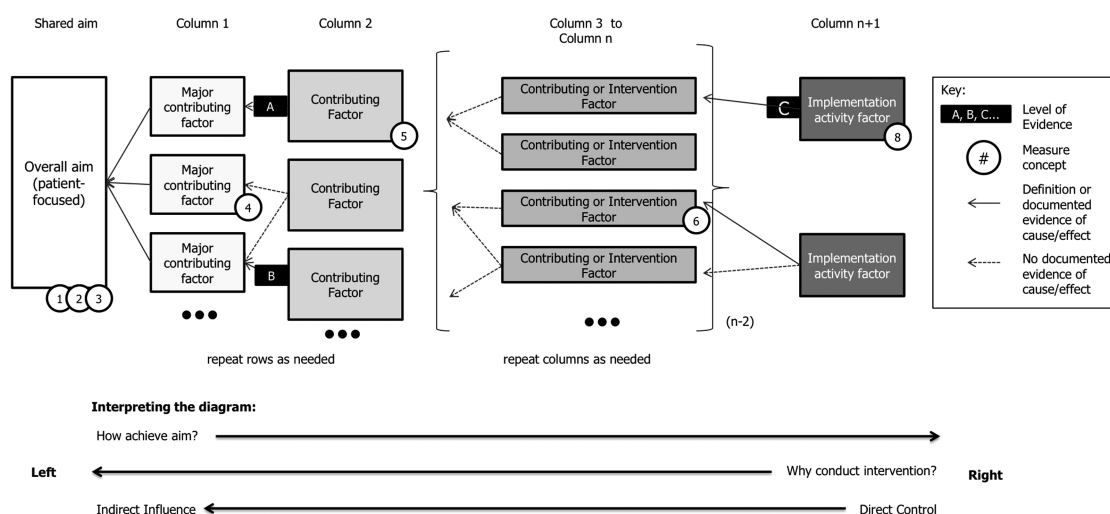 Shared aim
Column 1
Column 2
Column 3 to
Column n
Column n+1
Overall aim
(patient-
focused)
1
2
3
Major
contributing
factor
Major
contributing
factor
4
Major
contributing
factor
A
Contributing
Factor
5
Contributing
Factor
B
Contributing
Factor
Contributing or Intervention
Factor
Contributing or Intervention
Factor
Contributing or Intervention
Factor
6
Contributing or Intervention
Factor
(n-2)
C
Implementation
activity factor
8
Implementation
activity factor
Key:
A, B, C...
Level of
Evidence
#
Measure
concept
Definition or
documented
evidence of
cause/effect
No documented
evidence of
cause/effect
repeat rows as needed
repeat columns as needed
Interpreting the diagram:
How achieve aim?
Left
Why conduct intervention?
Right
Indirect Influence
Direct Control